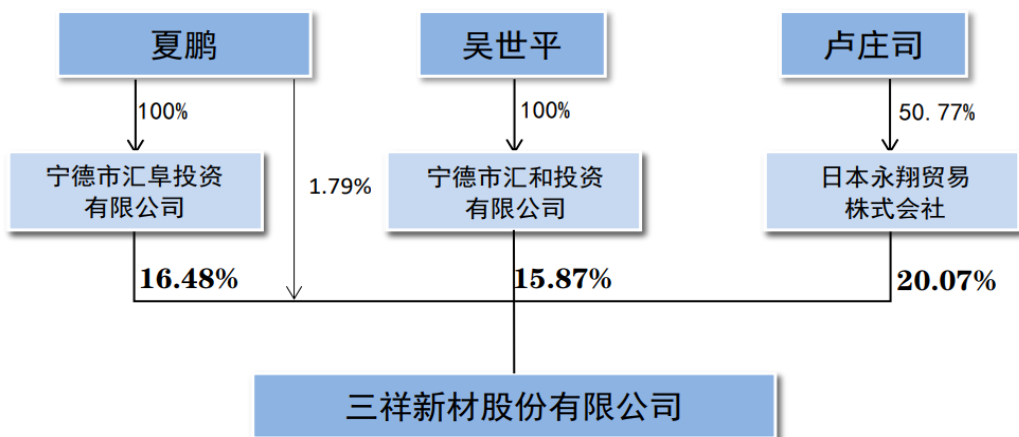 夏鹏
吴世平
卢庄司
100%
100%
50.77%
宁德市汇阜投资
有限公司
1.79%
宁德市汇和投资
有限公司
日本永翔贸易
株式会社
16.48%
15.87%
20.07%
三祥新材股份有限公司